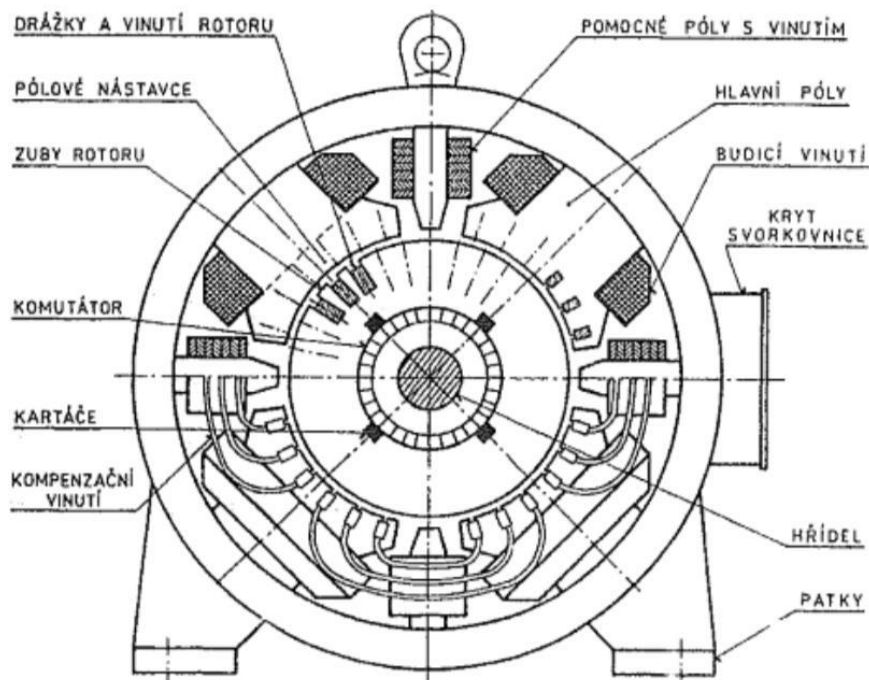 DRÁŽKY A VINUTÍ ROTORU
PÓLOVÉ NÁSTAVCE
ZUBY ROTORU
KOMUTÁTOR
KARTÁČE
KOMPENZAČNÍ
VINUTÍ
POMOCNÉ PÓLY S VINUTÍM
HLAVNÍ PÓLY
BUDICÍ VINUTÍ
KRYT
SVORKOVNICE
HŘÍDEL
PATKY